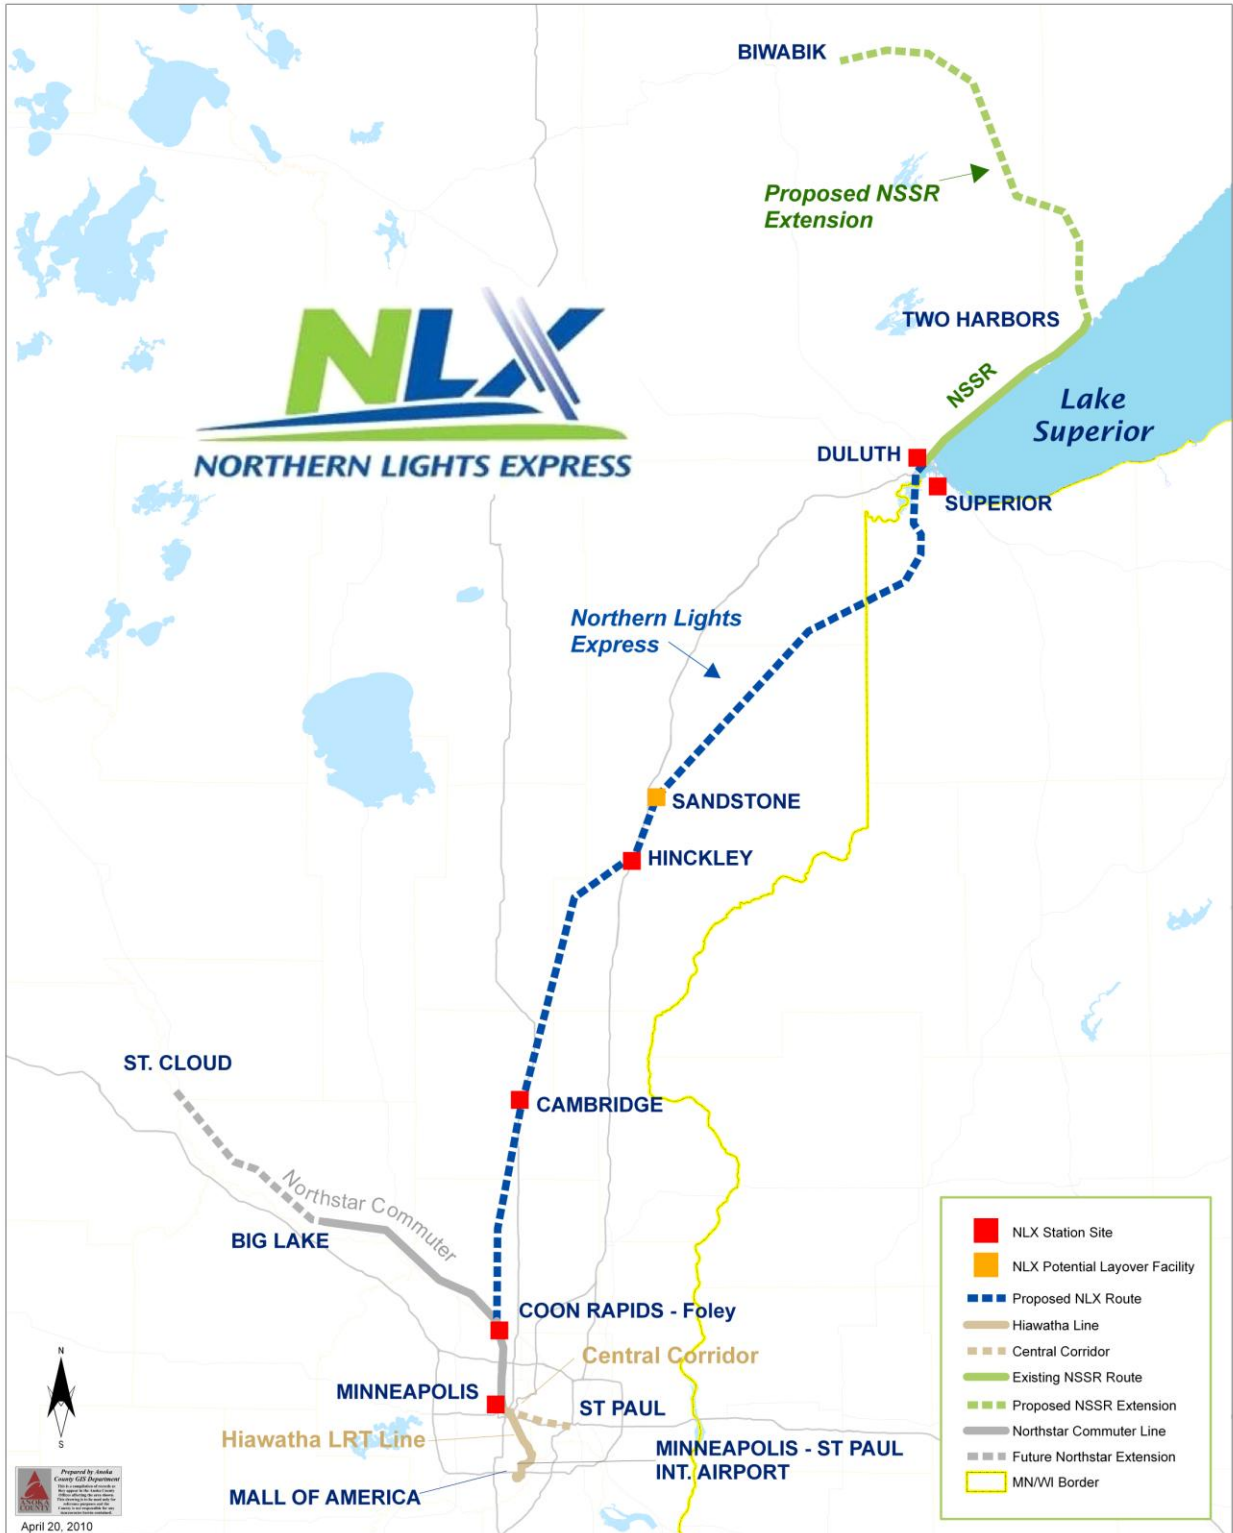 BIWABIK
Proposed NSSR
Extension
TWO HARBORS
NSSR
Lake
Superior
NLX
NORTHERN LIGHTS EXPRESS
DULUTH
SUPERIOR
Northern Lights
Express
SANDSTONE
HINCKLEY
ST. CLOUD
CAMBRIDGE
Northstar Commuter
BIG LAKE
COON RAPIDS - Foley
Central Corridor
MINNEAPOLIS
ST PAUL
Hiawatha LRT Line
MINNEAPOLIS - ST PAUL
INT. AIRPORT
MALL OF AMERICA
NLX Station Site
NLX Potential Layover Facility
Proposed NLX Route
Hiawatha Line
Central Corridor
Existing NSSR Route
Proposed NSSR Extension
Northstar Commuter Line
Future Northstar Extension
MN/WI Border
N
S
Prepared by Anoka
County GIS Department
ANOKA
COUNTY
April 20, 2010